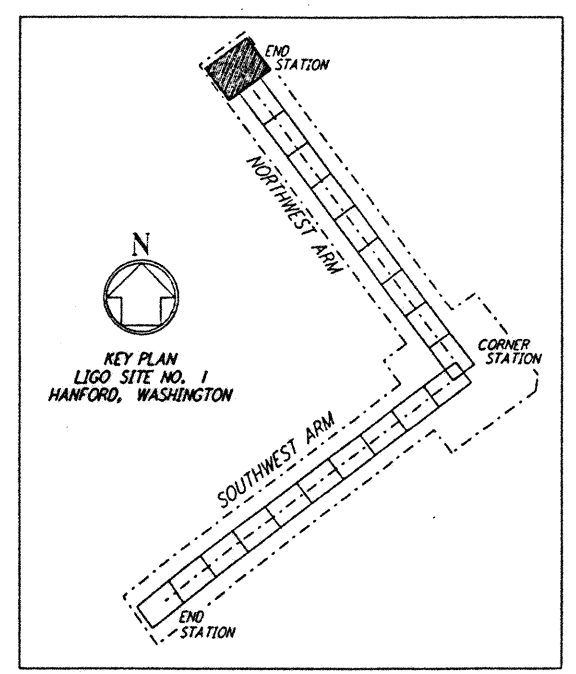 END
STATION
NORTHWEST ARM
N
KEY PLAN
LIGO SITE NO. 1
HANFORD, WASHINGTON
CORNER
STATION
SOUTHWEST ARM
END
STATION